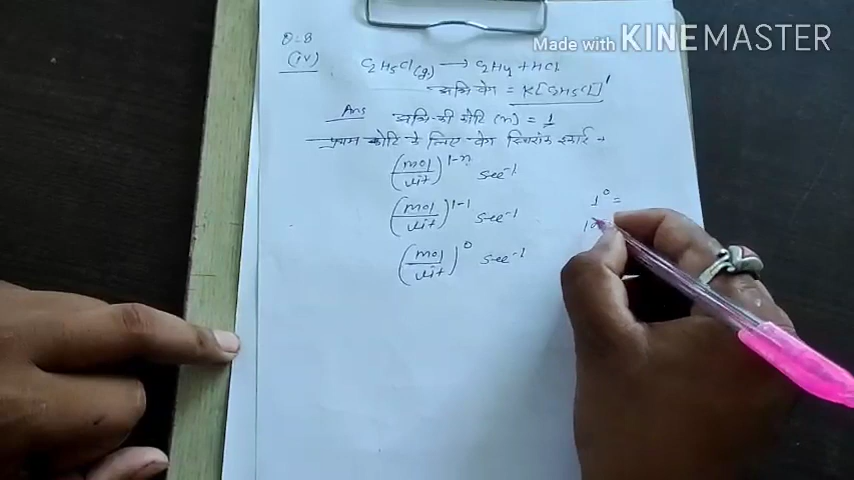 Made with KINEMASTER
Q.8
(iv) C2H5Cl(g) ⟶ C2H4 + HCl
अभि वेग = K[C2H5Cl]¹
Ans अभि की कोटि (n) = 1
प्रथम कोटि के लिए वेग स्थिरांक इकाई →
(mol/lit)^1-n sec⁻¹
(mol/lit)^1-1 sec⁻¹
1⁰ =
(mol/lit)⁰ sec⁻¹